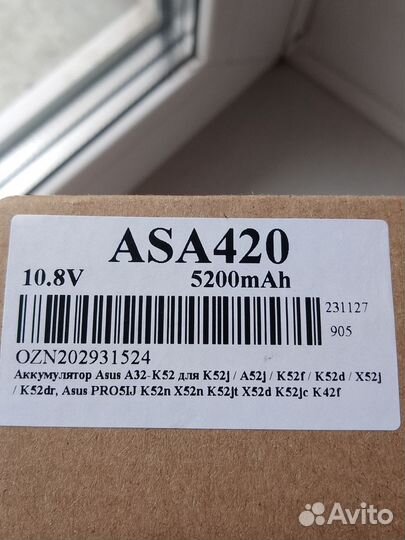 ASA420
10.8V 5200mAh
231127
905
OZN202931524
Аккумулятор Asus A32-K52 для K52j / A52j / K52f / K52d / X52j
/ K52dr, Asus PRO5IJ K52n X52n K52jt X52d K52jc K42f
Avito